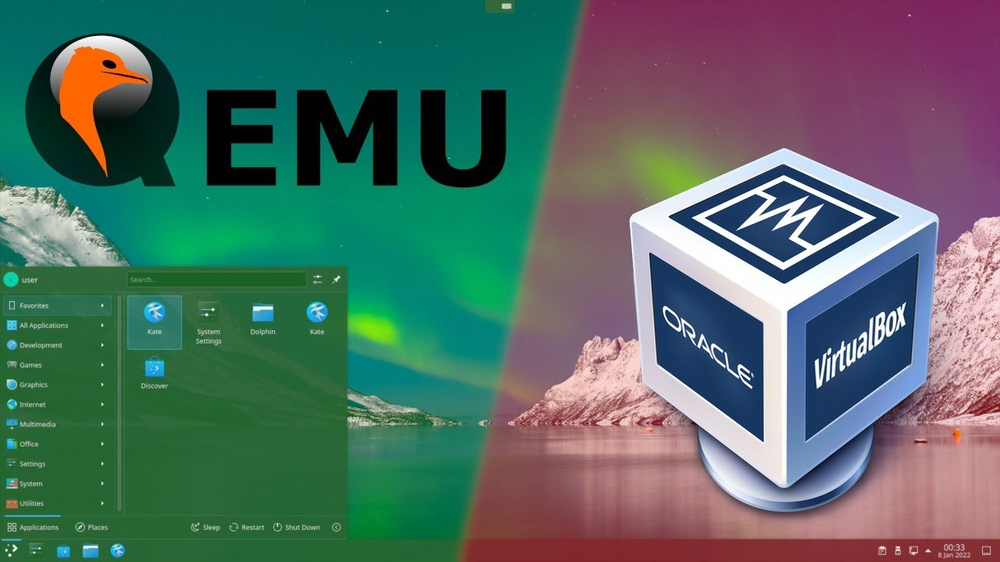 QEMU
user
Search...
Favorites
All Applications
Development
Games
Graphics
Internet
Multimedia
Office
Settings
System
Utilities
Kate
System
Settings
Dolphin
Kate
Discover
Applications
Places
Sleep
Restart
Shut Down
ORACLE
VirtualBox
00:33
8 Jan 2022